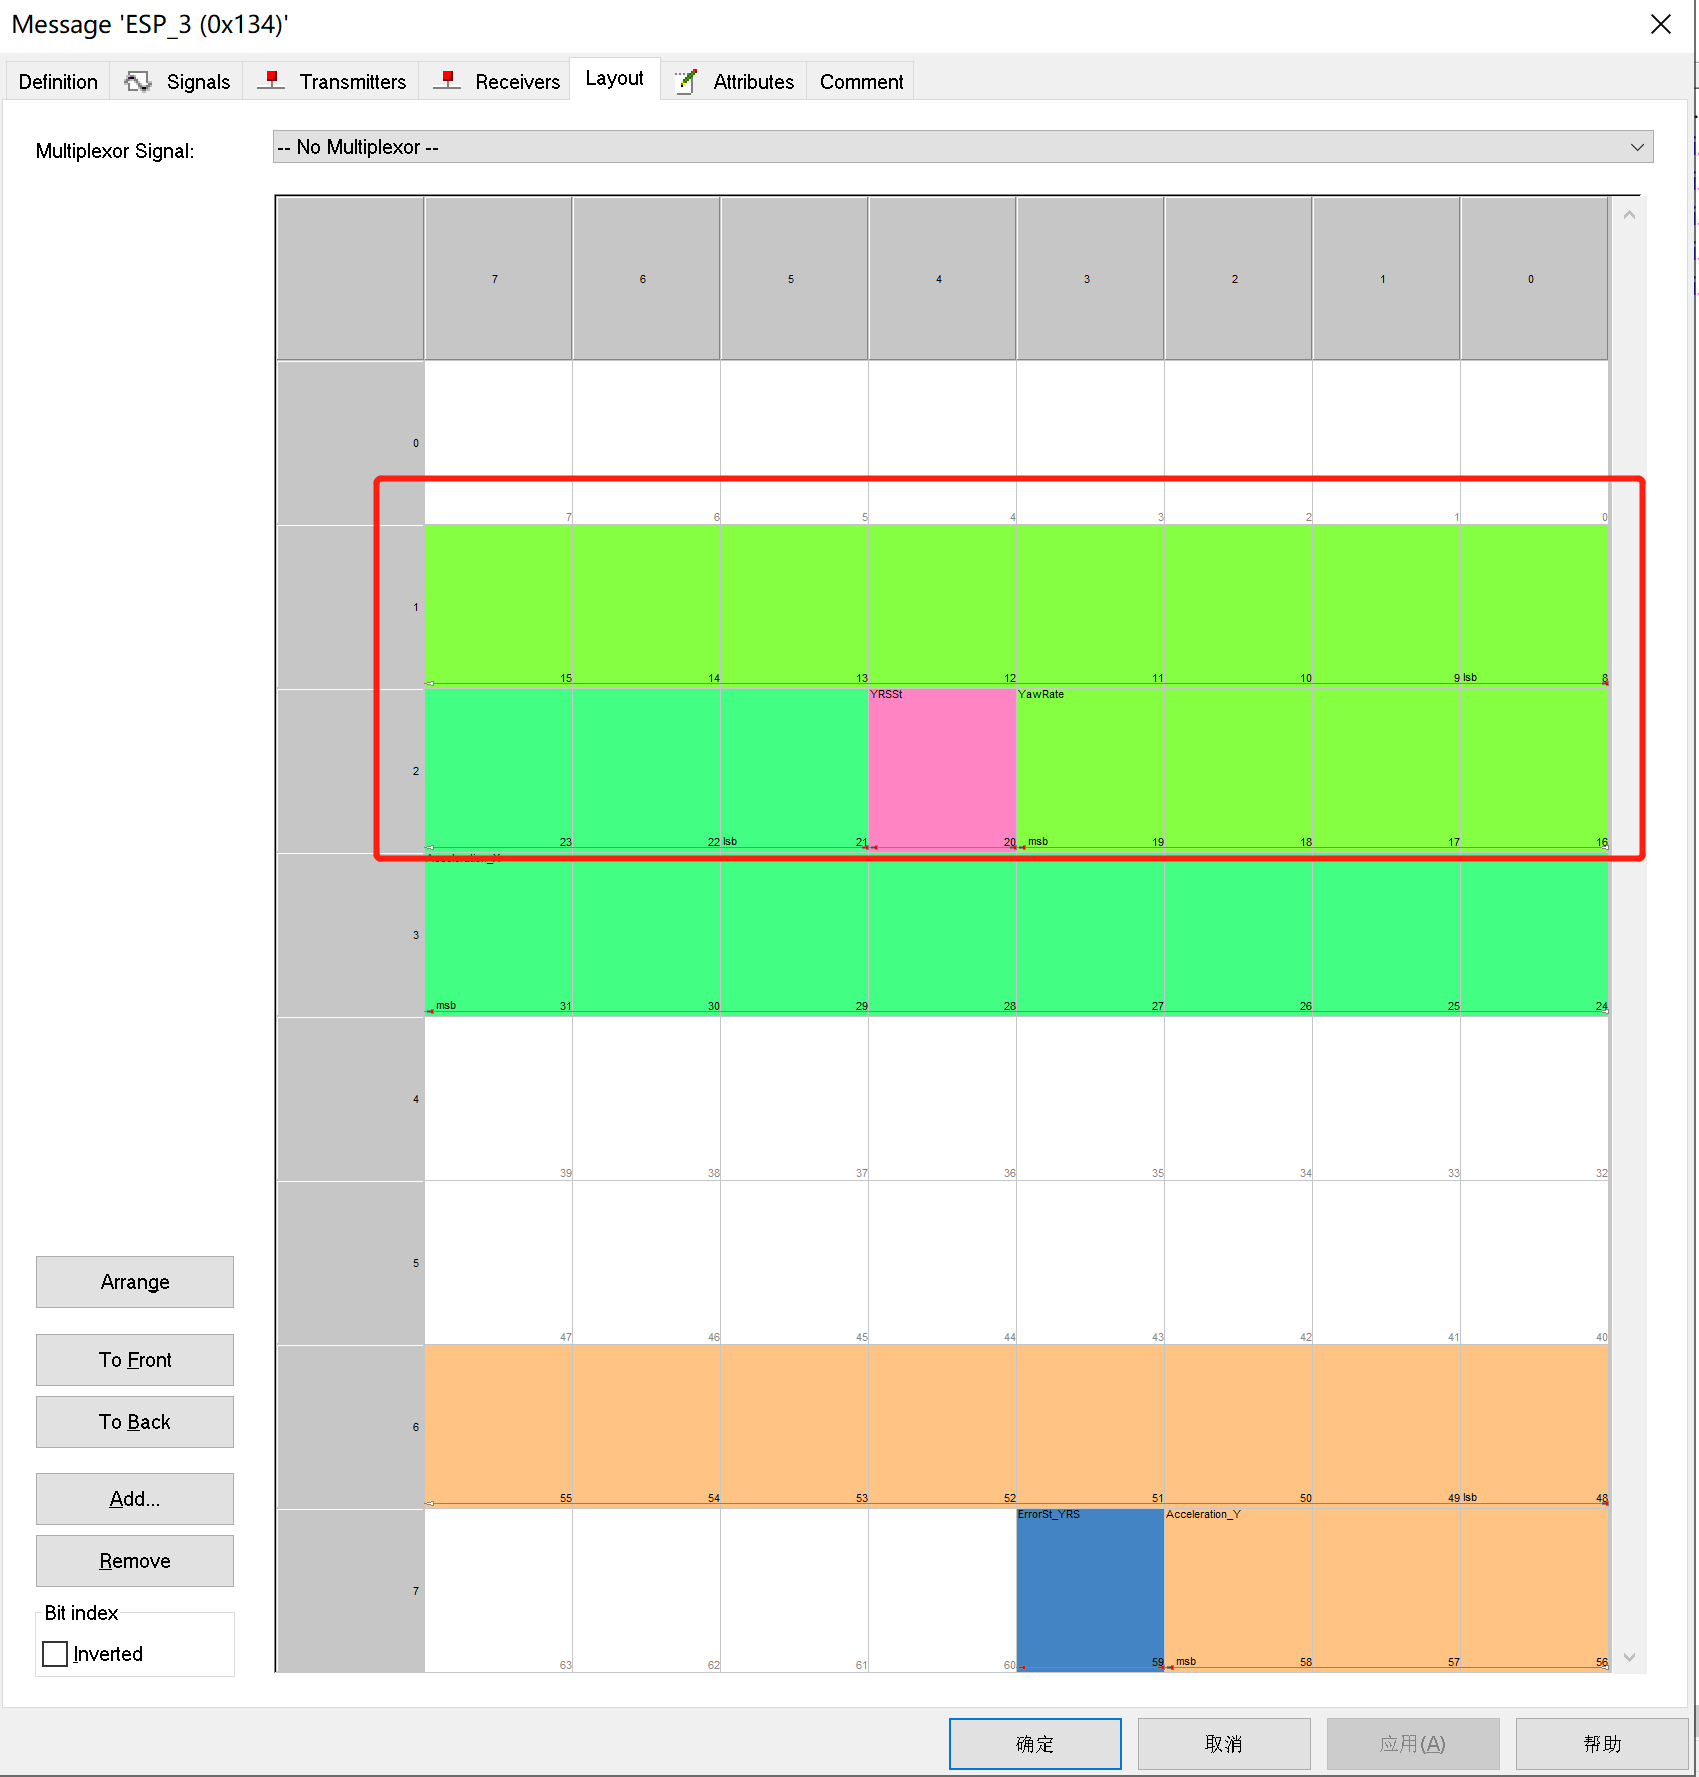 Message 'ESP_3 (0x134)'
Definition Signals Transmitters Receivers Layout Attributes Comment
Multiplexor Signal: -- No Multiplexor --
7 6 5 4 3 2 1 0
0
7 6 5 4 3 2 1 0
1
15 14 13 12 11 10 9 lsb 8
YRSSt YawRate
2
23 22 lsb 21 20 msb 19 18 17 16
Acceleration_X
3
msb 31 30 29 28 27 26 25 24
4
39 38 37 36 35 34 33 32
5
47 46 45 44 43 42 41 40
6
55 54 53 52 51 50 49 lsb 48
ErrorSt_YRS Acceleration_Y
7
63 62 61 60 59 msb 58 57 56
Arrange
To Front
To Back
Add...
Remove
Bit index
Inverted
确定 取消 应用(A) 帮助